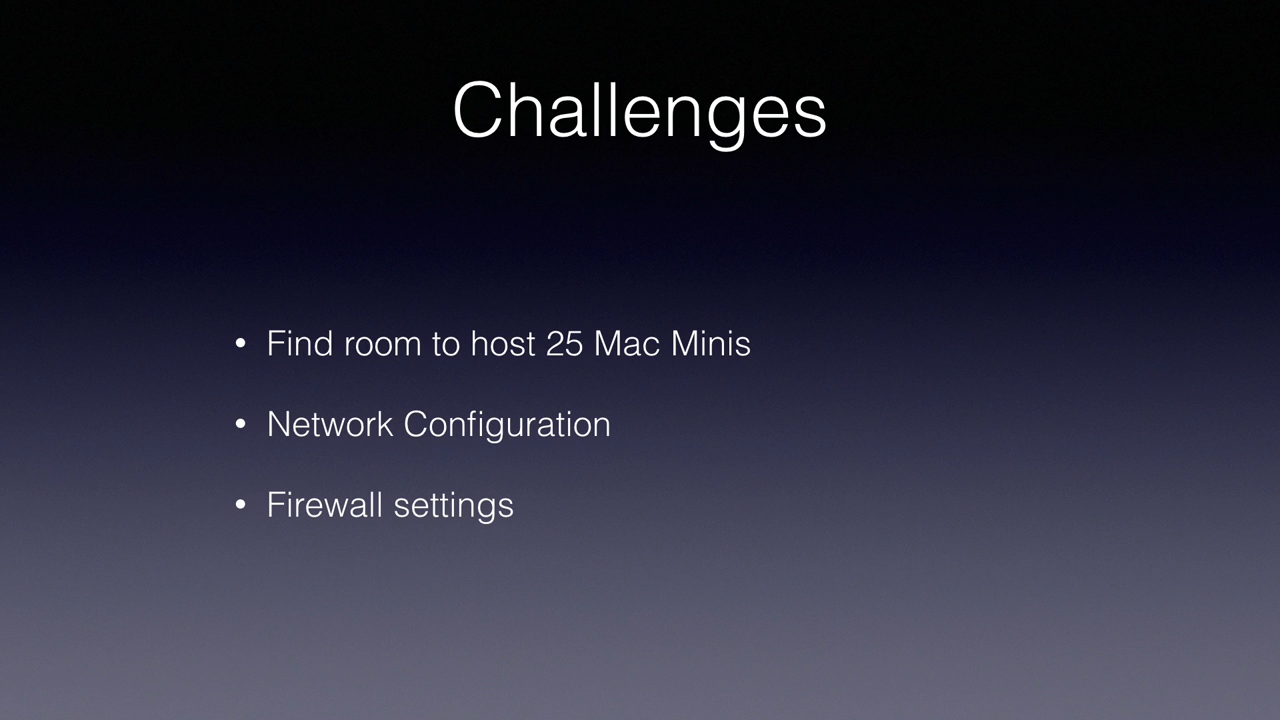 Challenges
• Find room to host 25 Mac Minis
• Network Configuration
• Firewall settings